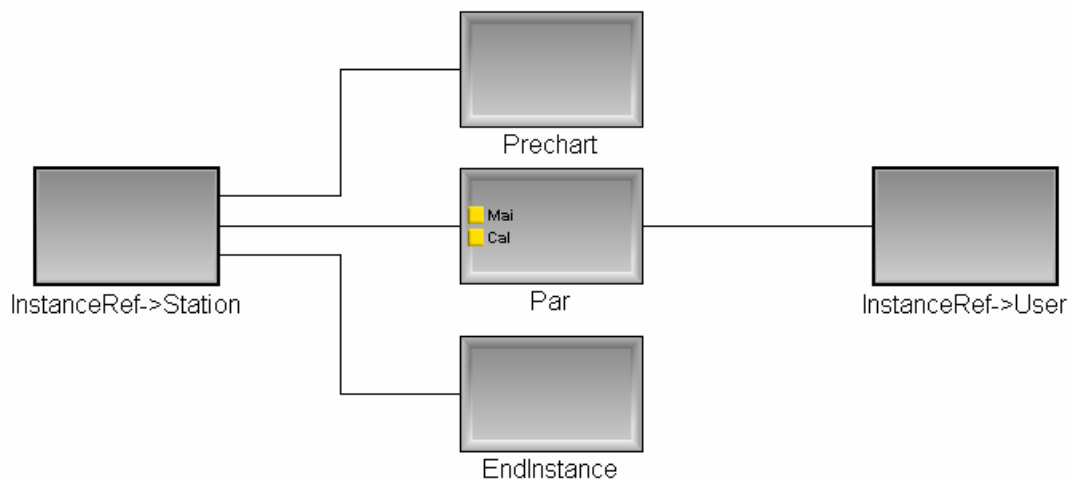 Prechart
Mai
Cal
InstanceRef->Station
Par
InstanceRef->User
EndInstance